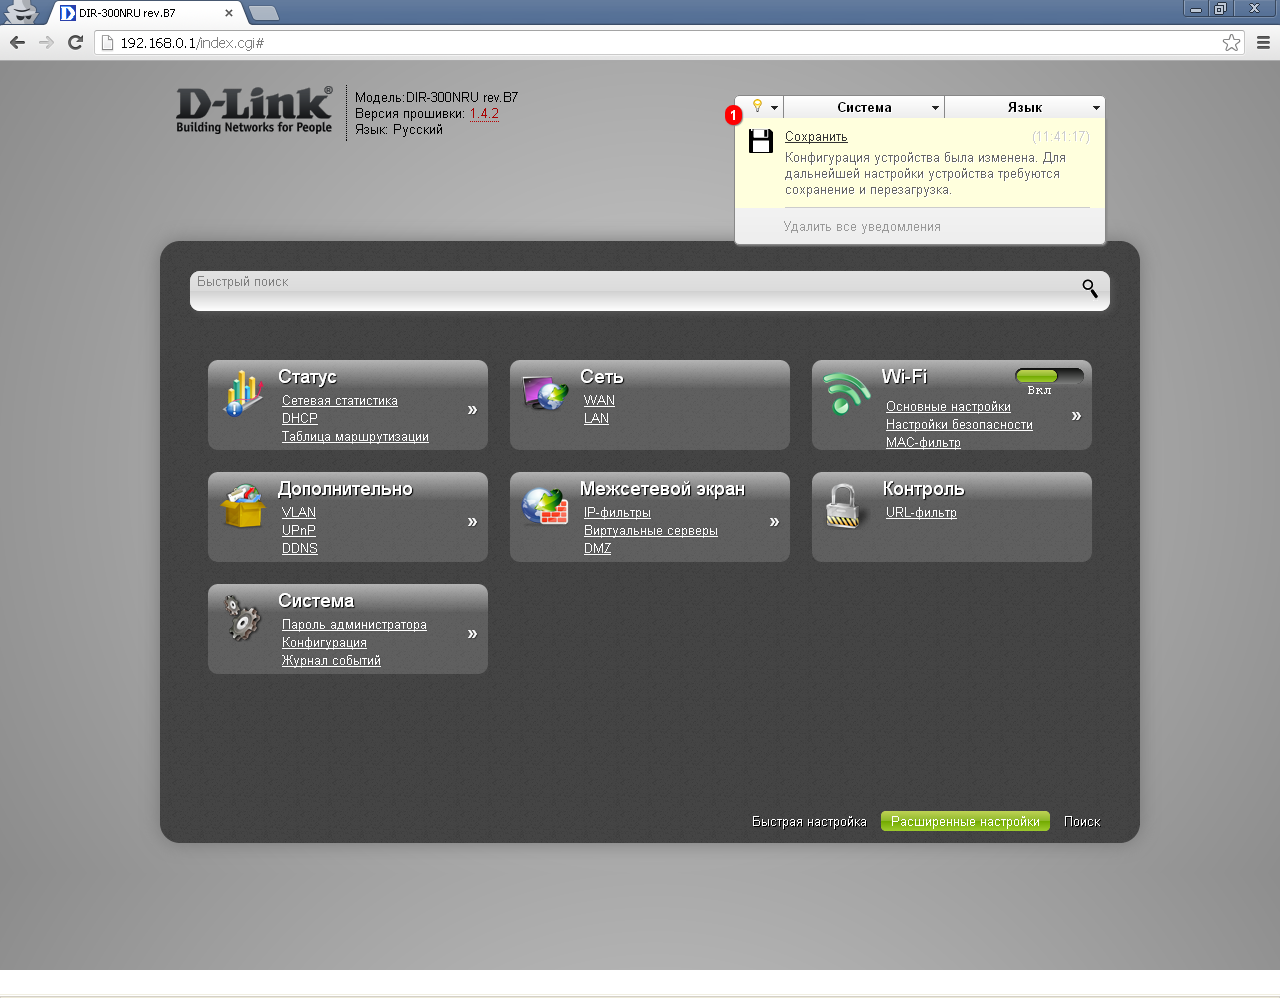 DIR-300NRU rev.B7
192.168.0.1/index.cgi#
D-Link®
Building Networks for People
Модель:DIR-300NRU rev.B7
Версия прошивки: 1.4.2
Язык: Русский
Система
Язык
1
Сохранить (11:41:17)
Конфигурация устройства была изменена. Для
дальнейшей настройки устройства требуются
сохранение и перезагрузка.
Удалить все уведомления
Быстрый поиск
Статус
Сетевая статистика
DHCP
Таблица маршрутизации
»
Сеть
WAN
LAN
Wi-Fi
Вкл
Основные настройки
Настройки безопасности
MAC-фильтр
»
Дополнительно
VLAN
UPnP
DDNS
»
Межсетевой экран
IP-фильтры
Виртуальные серверы
DMZ
»
Контроль
URL-фильтр
Система
Пароль администратора
Конфигурация
Журнал событий
»
Быстрая настройка Расширенные настройки Поиск